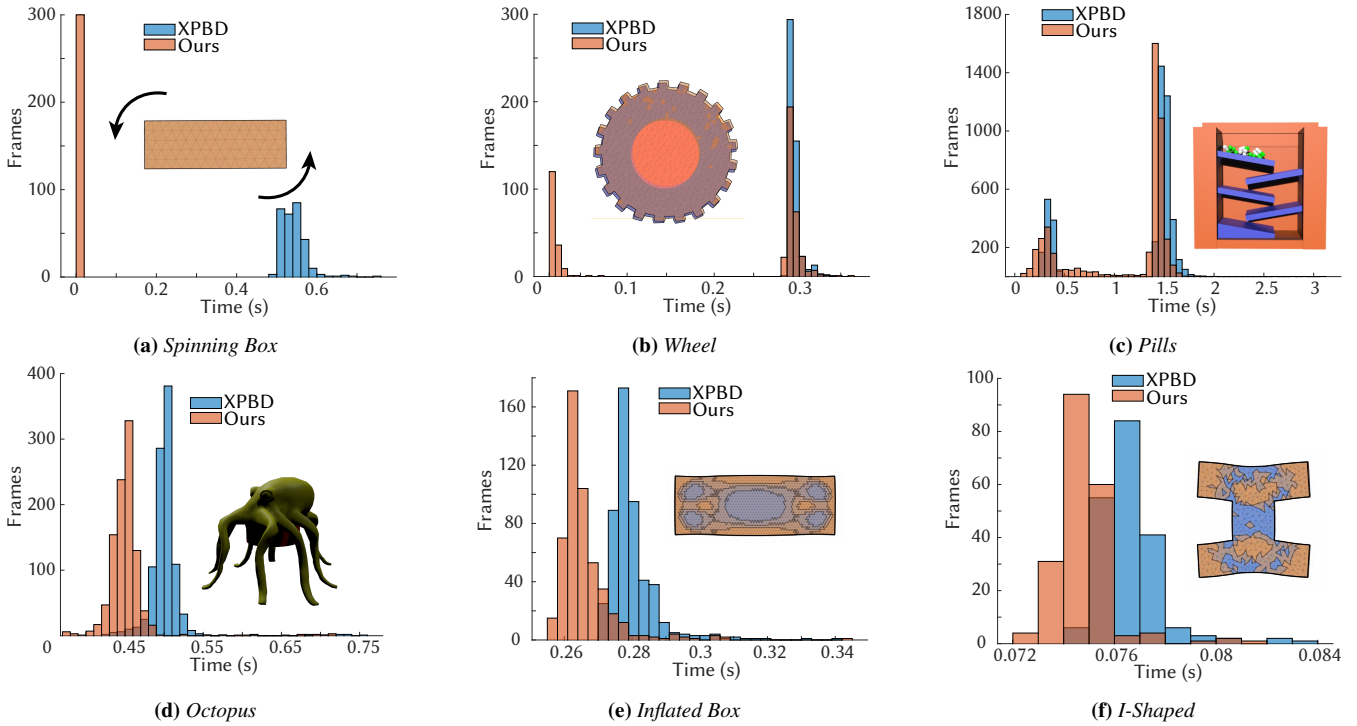 300
200
100
0
Frames
XPBD
Ours
0 0.2 0.4 0.6
Time (s)
(a) Spinning Box
300
200
100
0
Frames
XPBD
Ours
0 0.1 0.2 0.3
Time (s)
(b) Wheel
1800
1400
1000
600
200
Frames
XPBD
Ours
0 0.5 1 1.5 2 2.5 3
Time (s)
(c) Pills
400
300
200
100
0
Frames
XPBD
Ours
0.45 0.55 0.65 0.75
Time (s)
(d) Octopus
160
120
80
40
0
Frames
XPBD
Ours
0.26 0.28 0.3 0.32 0.34
Time (s)
(e) Inflated Box
100
80
60
40
20
0
Frames
XPBD
Ours
0.072 0.076 0.08 0.084
Time (s)
(f) I-Shaped